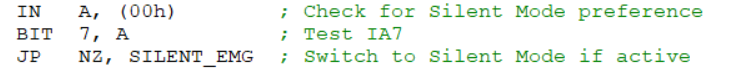 IN   A, (00h)        ; Check for Silent Mode preference
BIT  7, A            ; Test IA7
JP   NZ, SILENT_EMG  ; Switch to Silent Mode if active